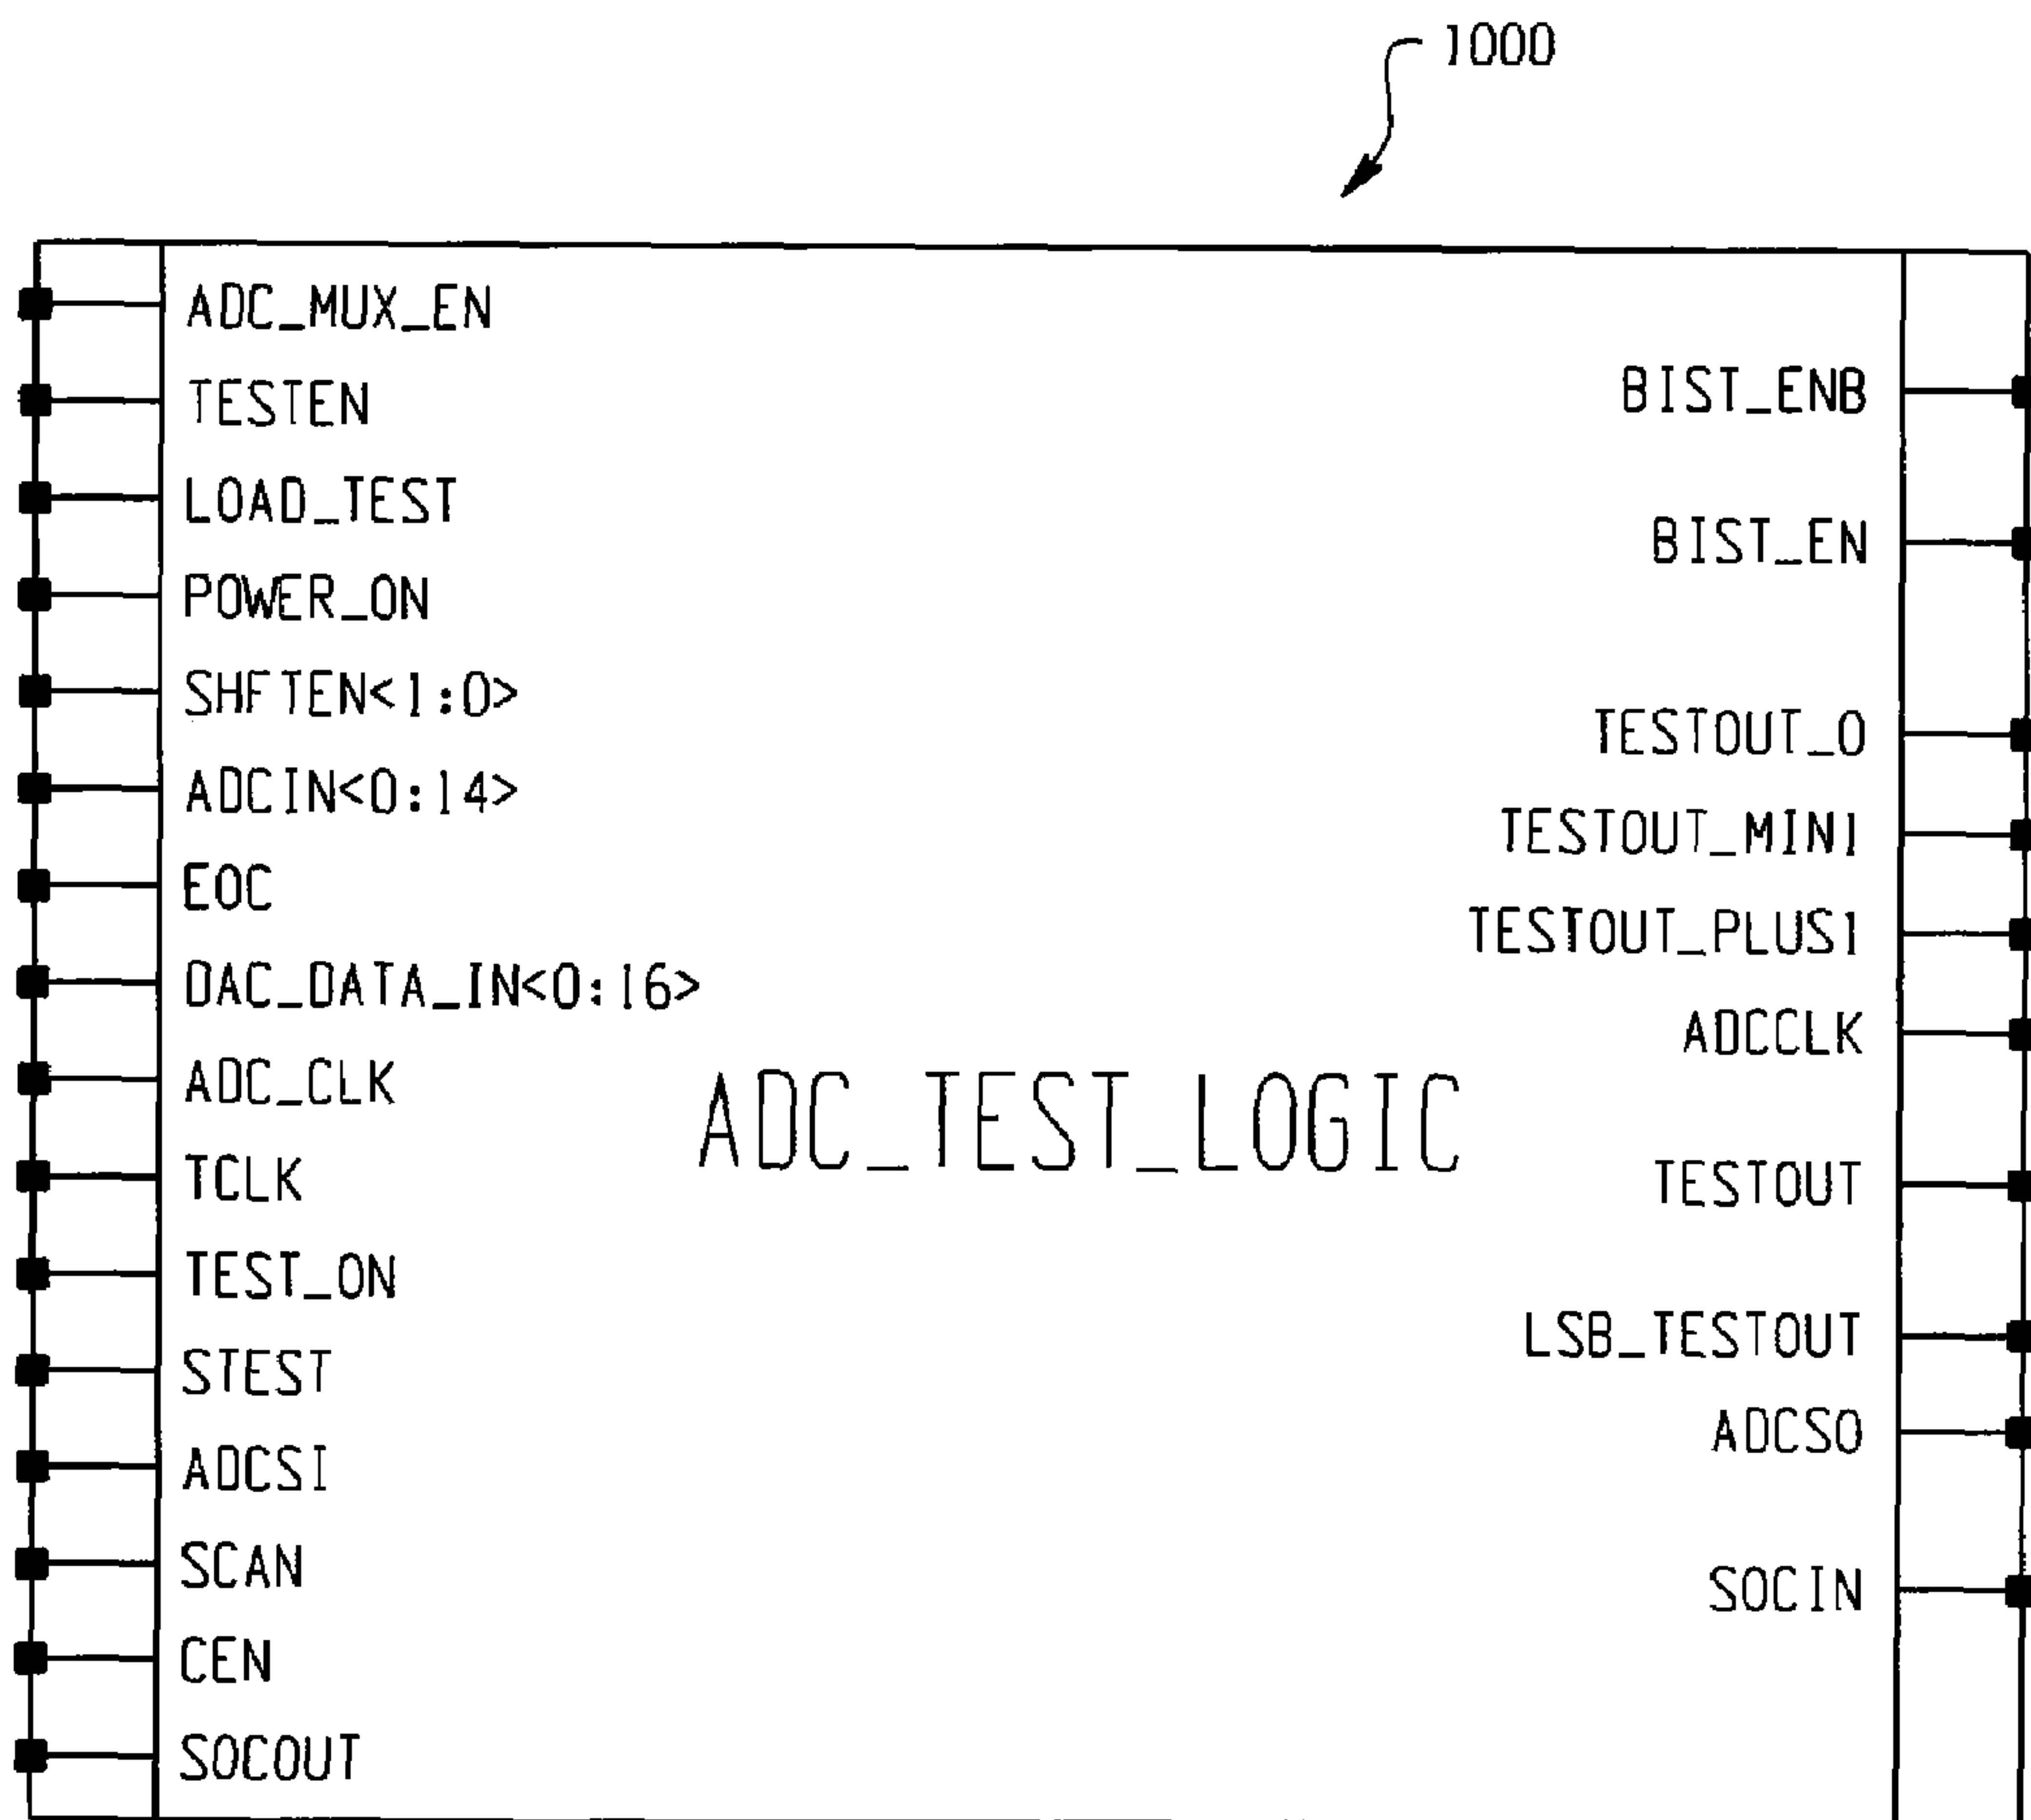 1000
ADC_MUX_EN
TESTEN
LOAD_TEST
POWER_ON
SHFTEN<1:0>
ADCIN<0:14>
EOC
DAC_DATA_IN<0:16>
ADC_CLK
TCLK
TEST_ON
STEST
ADCSI
SCAN
CEN
SOCOUT
ADC_TEST_LOGIC
BIST_ENB
BIST_EN
TESTOUT_0
TESTOUT_MIN1
TESTOUT_PLUS1
ADCCLK
TESTOUT
LSB_TESTOUT
ADCSO
SOCIN